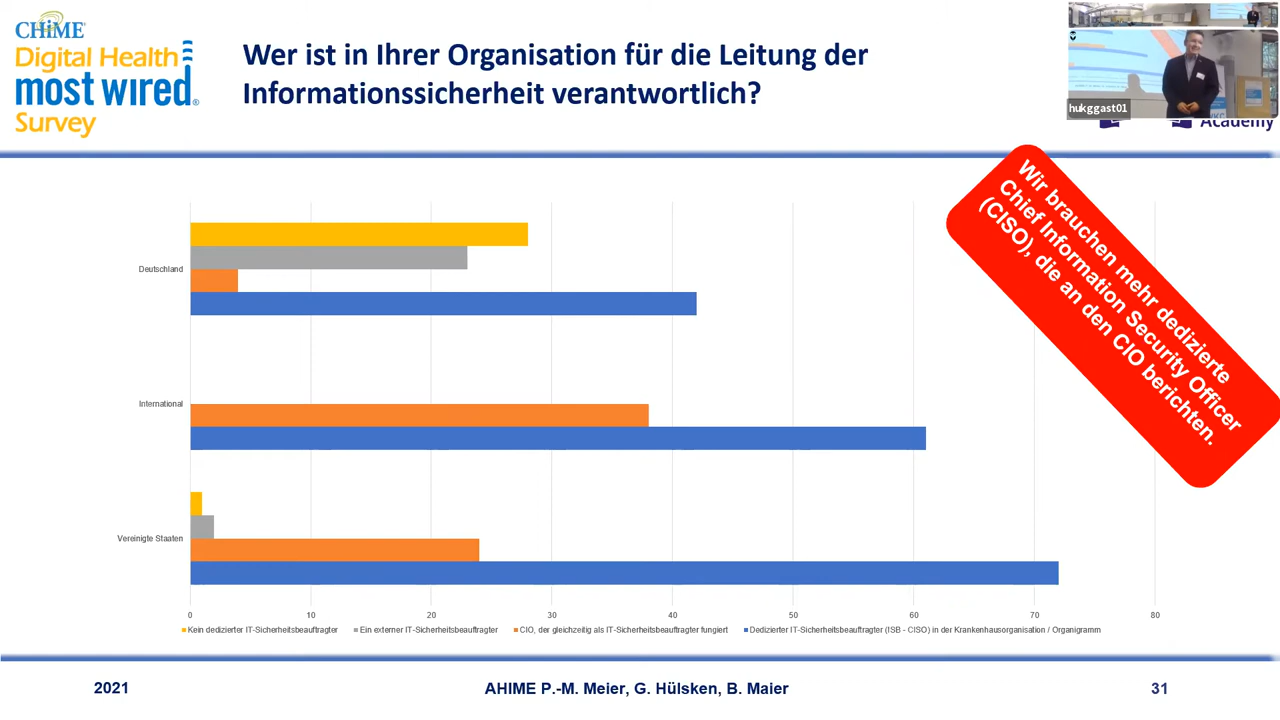 CHiME®
Digital Health
most wired®
Survey
Wer ist in Ihrer Organisation für die Leitung der
Informationssicherheit verantwortlich?
hukggast01
Academy
Wir brauchen mehr dedizierte
Chief Information Security Officer
(CISO), die an den CIO berichten.
Deutschland
International
Vereinigte Staaten
0 10 20 30 40 50 60 70 80
Kein dedizierter IT-Sicherheitsbeauftragter Ein externer IT-Sicherheitsbeauftragter CIO, der gleichzeitig als IT-Sicherheitsbeauftragter fungiert Dedizierter IT-Sicherheitsbeauftragter (ISB - CISO) in der Krankenhausorganisation / Organigramm
2021 AHIME P.-M. Meier, G. Hülsken, B. Maier 31